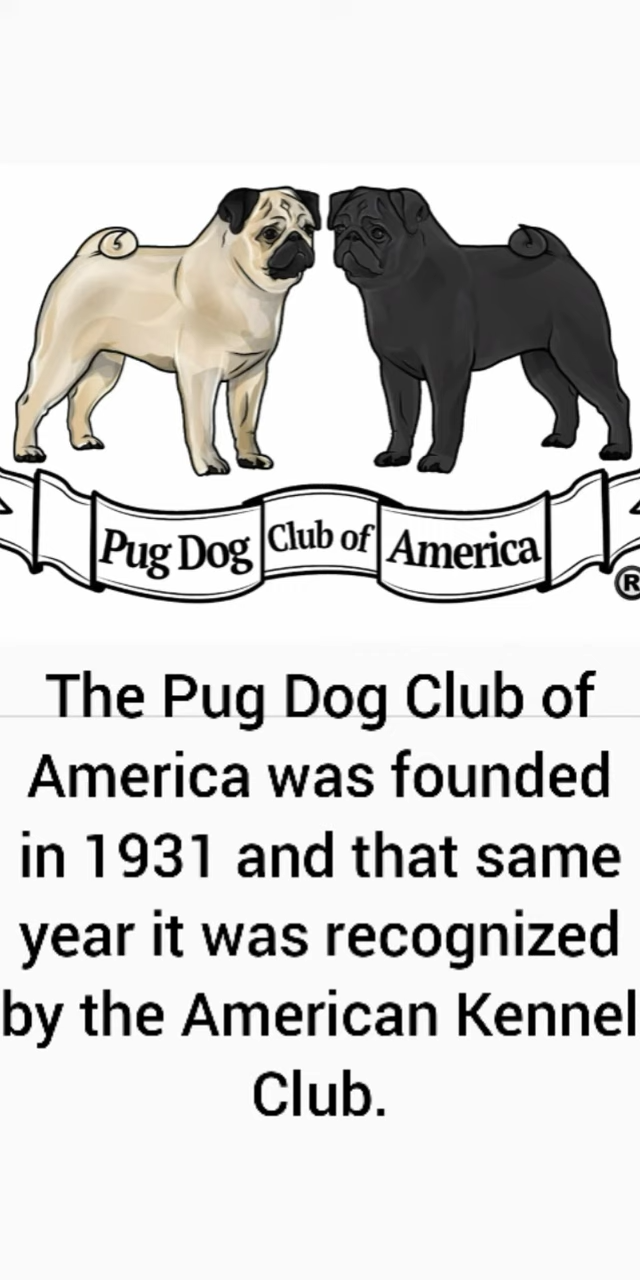 Pug Dog Club of America
®
The Pug Dog Club of
America was founded
in 1931 and that same
year it was recognized
by the American Kennel
Club.